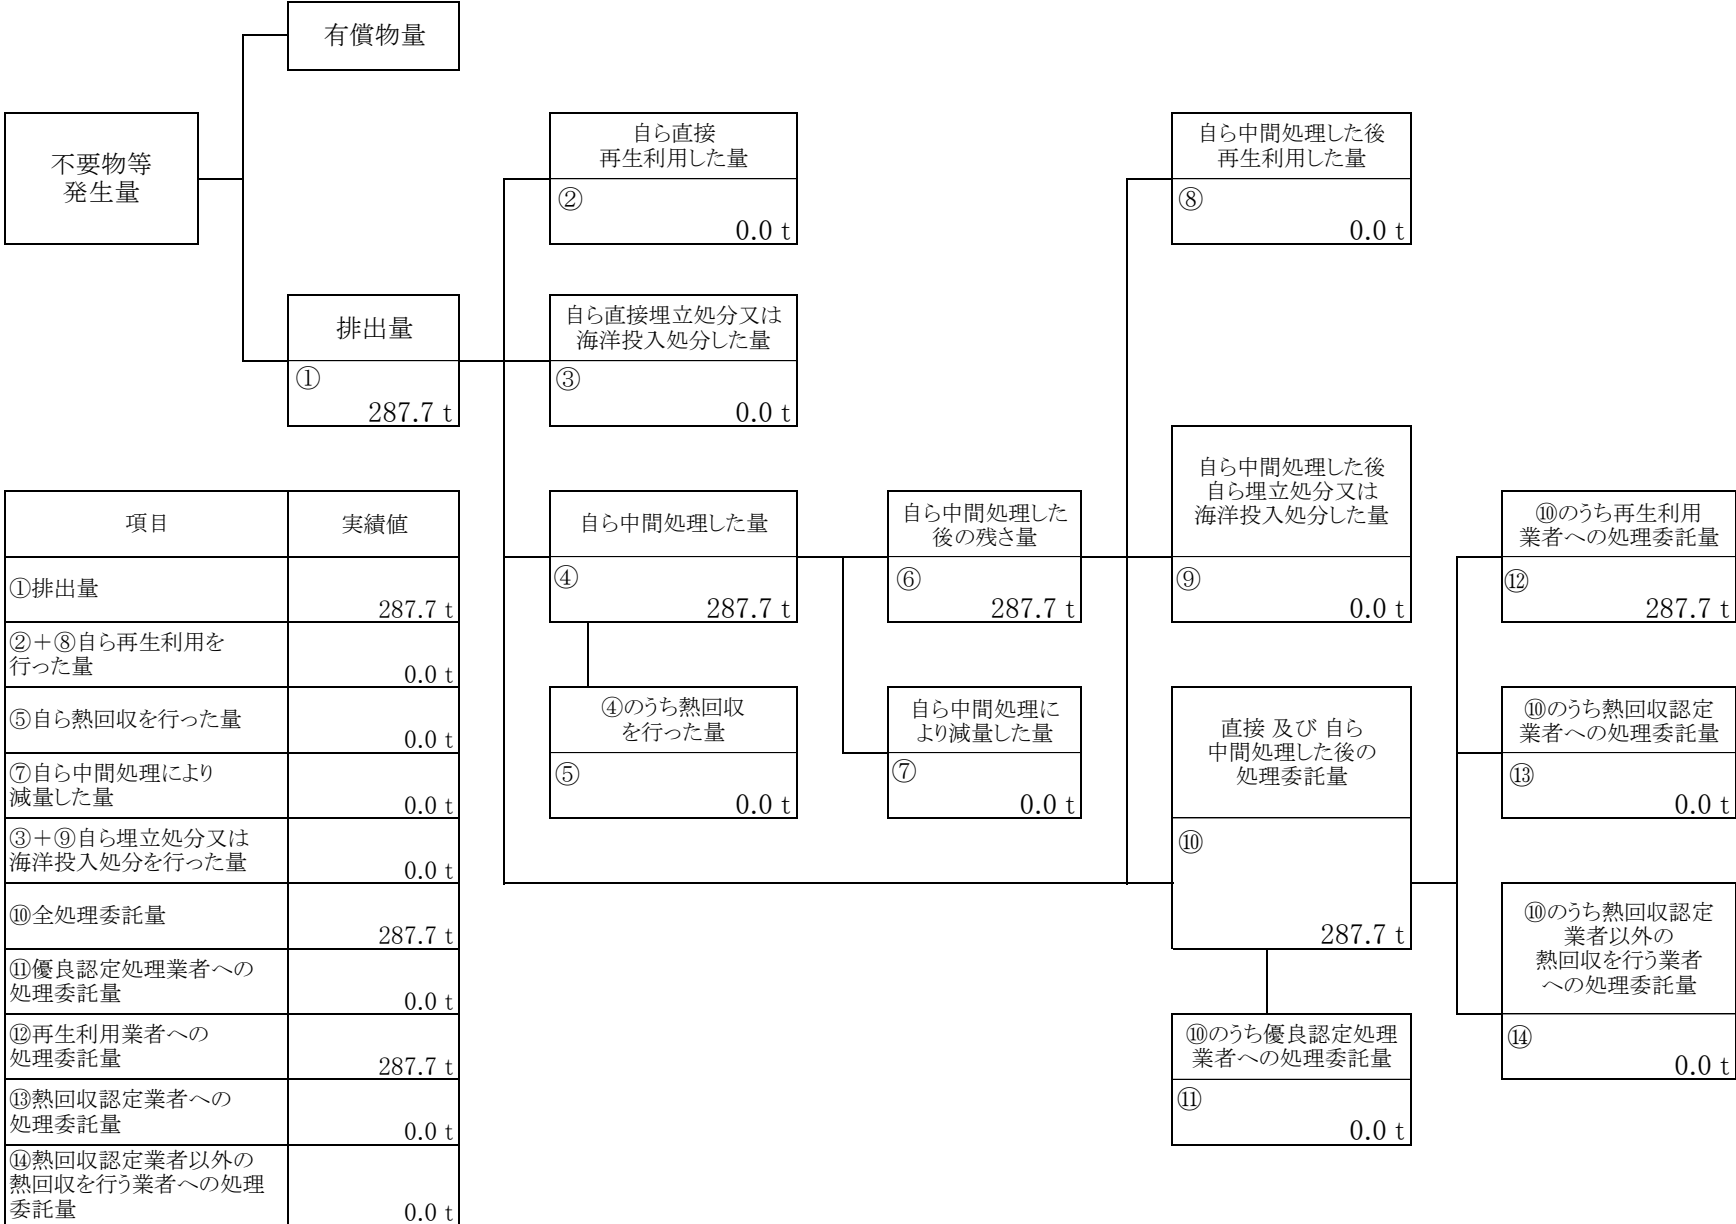 有償物量
不要物等
発生量
自ら直接
再生利用した量
②
0.0 t
自ら中間処理した後
再生利用した量
⑧
0.0 t
排出量
①
287.7 t
自ら直接埋立処分又は
海洋投入処分した量
③
0.0 t
自ら中間処理した量
④
287.7 t
自ら中間処理した
後の残さ量
⑥
287.7 t
自ら中間処理した後
自ら埋立処分又は
海洋投入処分した量
⑨
0.0 t
⑩のうち再生利用
業者への処理委託量
⑫
287.7 t
④のうち熱回収
を行った量
⑤
0.0 t
自ら中間処理に
より減量した量
⑦
0.0 t
直接 及び 自ら
中間処理した後の
処理委託量
⑩
287.7 t
⑩のうち熱回収認定
業者への処理委託量
⑬
0.0 t
⑩のうち熱回収認定
業者以外の
熱回収を行う業者
への処理委託量
⑭
0.0 t
⑩のうち優良認定処理
業者への処理委託量
⑪
0.0 t
項目 実績値
①排出量
287.7 t
②＋⑧自ら再生利用を
行った量
0.0 t
⑤自ら熱回収を行った量
0.0 t
⑦自ら中間処理により
減量した量
0.0 t
③＋⑨自ら埋立処分又は
海洋投入処分を行った量
0.0 t
⑩全処理委託量
287.7 t
⑪優良認定処理業者への
処理委託量
0.0 t
⑫再生利用業者への
処理委託量
287.7 t
⑬熱回収認定業者への
処理委託量
0.0 t
⑭熱回収認定業者以外の
熱回収を行う業者への処理
委託量
0.0 t